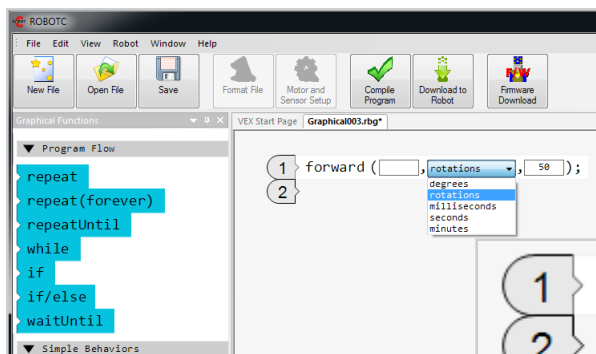 ROBOTC
File Edit View Robot Window Help
New File Open File Save Format File Motor and Sensor Setup Compile Program Download to Robot Firmware Download
Graphical Functions
VEX Start Page Graphical003.rbg*
Program Flow
repeat
repeat(forever)
repeatUntil
while
if
if/else
waitUntil
Simple Behaviors
1 forward ( , rotations , 50 );
2
degrees
rotations
milliseconds
seconds
minutes
1
2